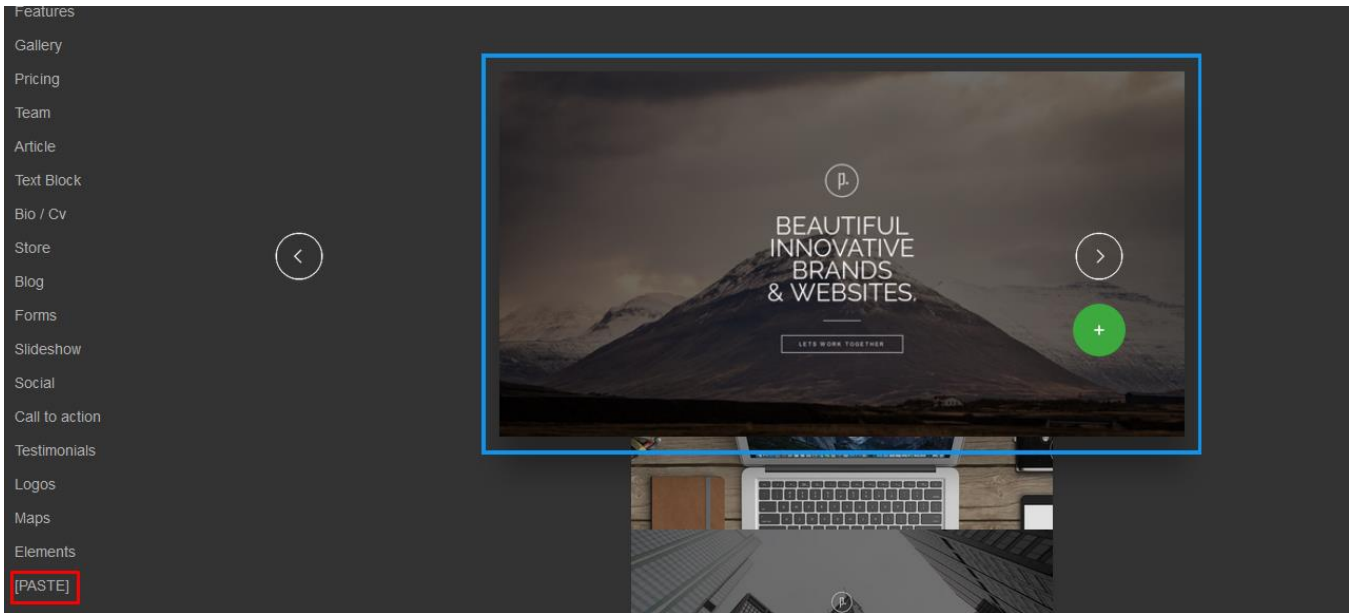 Features
Gallery
Pricing
Team
Article
Text Block
Bio / Cv
Store
Blog
Forms
Slideshow
Social
Call to action
Testimonials
Logos
Maps
Elements
[PASTE]
p.
BEAUTIFUL
INNOVATIVE
BRANDS
& WEBSITES.
LETS WORK TOGETHER
+
p.